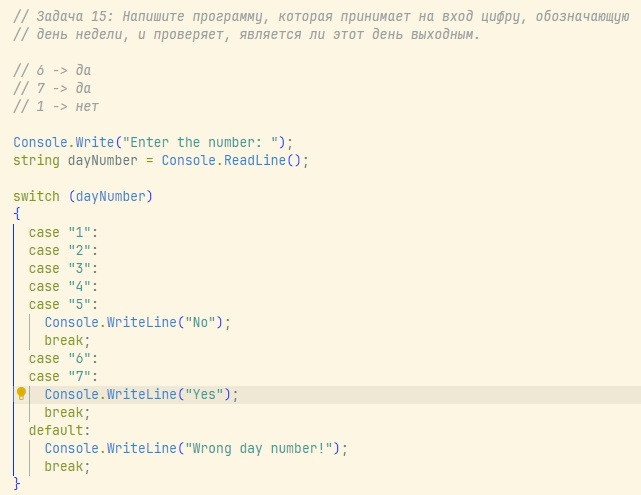 // Задача 15: Напишите программу, которая принимает на вход цифру, обозначающую
// день недели, и проверяет, является ли этот день выходным.
// 6 -> да
// 7 -> да
// 1 -> нет
Console.Write("Enter the number: ");
string dayNumber = Console.ReadLine();
switch (dayNumber)
{
case "1":
case "2":
case "3":
case "4":
case "5":
Console.WriteLine("No");
break;
case "6":
case "7":
Console.WriteLine("Yes");
break;
default:
Console.WriteLine("Wrong day number!");
break;
}